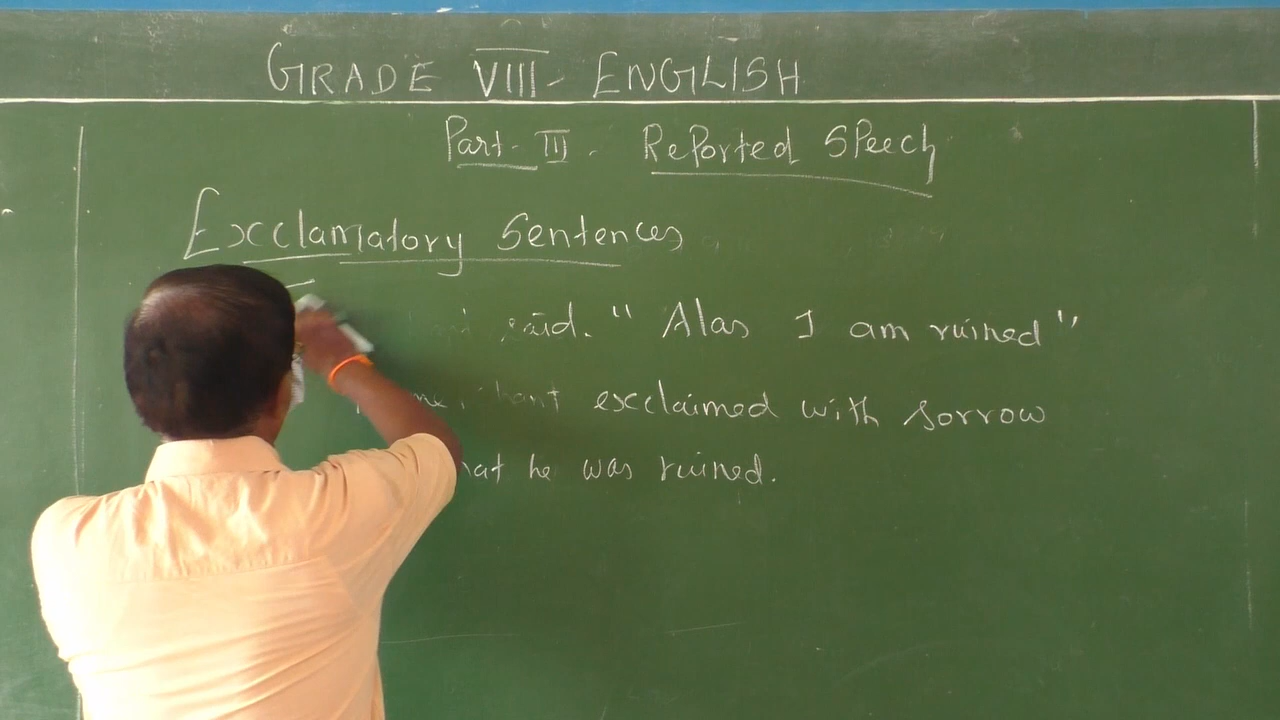 GRADE VIII - ENGLISH
Part - III . Reported Speech
Exclamatory Sentences
said. " Alas I am ruined "
exclaimed with sorrow
he was ruined.